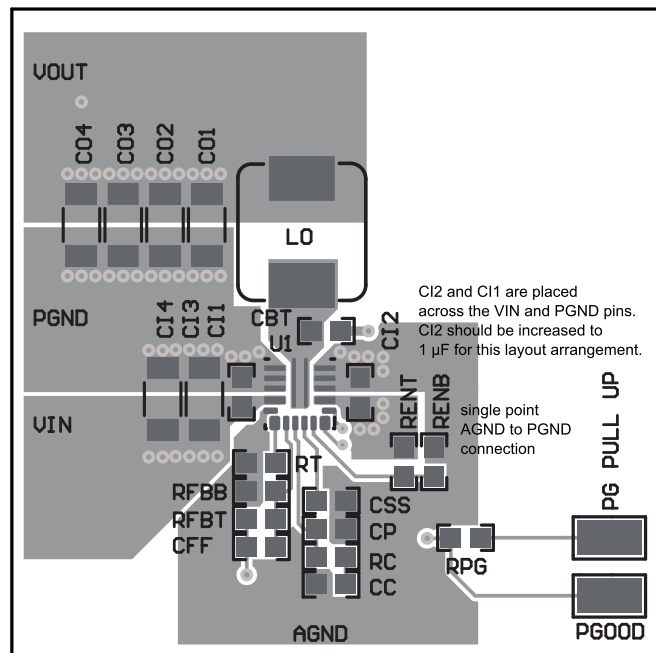 VOUT
CO4
CO3
CO2
CO1
LO
PGND
CI4
CI3
CI1
CBT
U1
CI2
CI2 and CI1 are placed
across the VIN and PGND pins.
CI2 should be increased to
1 μF for this layout arrangement.
VIN
RENT
RENB
single point
AGND to PGND
connection
PG PULL UP
RT
RFBB
RFBT
CFF
CSS
CP
RC
CC
RPG
PGOOD
AGND